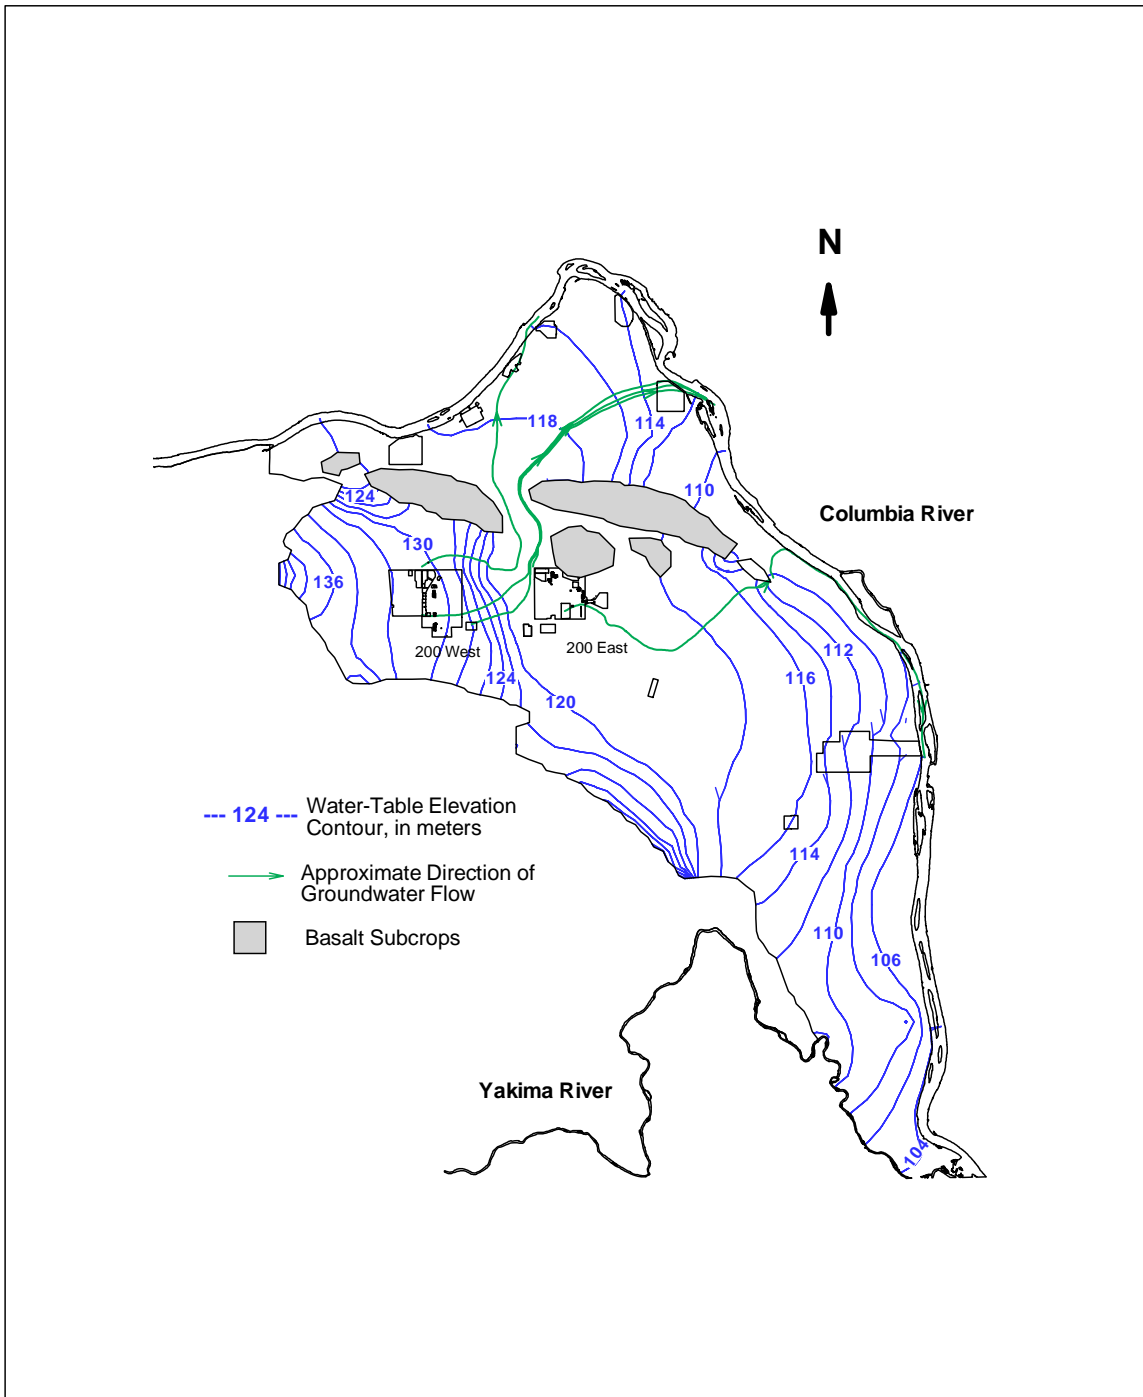 N
118
114
124
110
Columbia River
130
136
200 West
200 East
112
124
116
120
--- 124 --- Water-Table Elevation
Contour, in meters
114
Approximate Direction of
Groundwater Flow
110
Basalt Subcrops
106
Yakima River
104